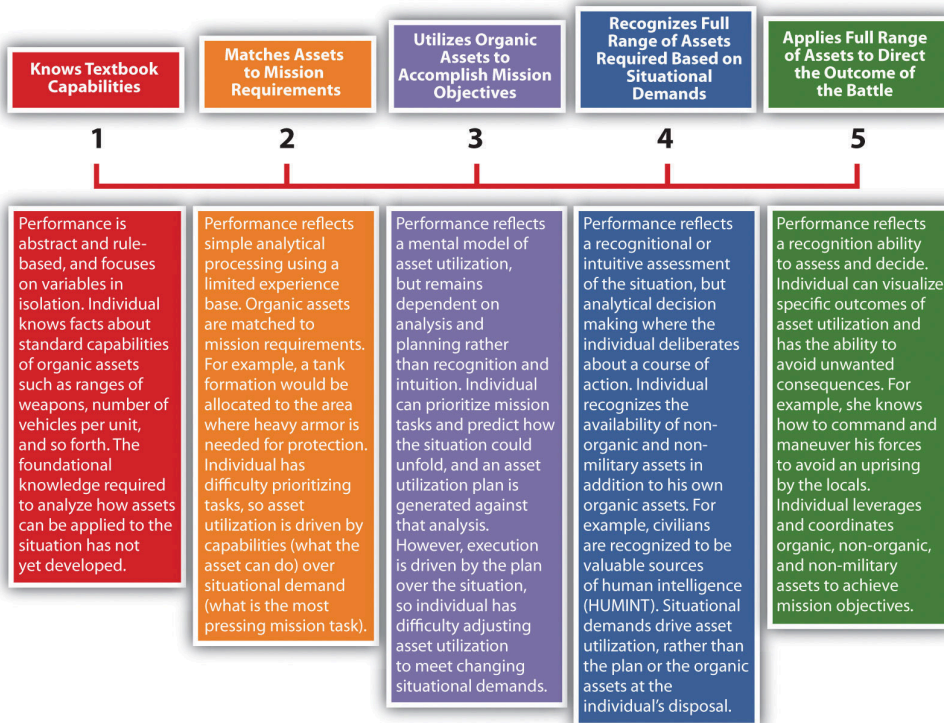 Knows Textbook
Capabilities
Matches Assets
to Mission
Requirements
Utilizes Organic
Assets to
Accomplish Mission
Objectives
Recognizes Full
Range of Assets
Required Based on
Situational
Demands
Applies Full Range
of Assets to Direct
the Outcome of
the Battle
1
2
3
4
5
Performance is
abstract and rule-
based, and focuses
on variables in
isolation. Individual
knows facts about
standard capabilities
of organic assets
such as ranges of
weapons, number of
vehicles per unit,
and so forth. The
foundational
knowledge required
to analyze how assets
can be applied to the
situation has not
yet developed.
Performance reflects
simple analytical
processing using a
limited experience
base. Organic assets
are matched to
mission requirements.
For example, a tank
formation would be
allocated to the area
where heavy armor is
needed for protection.
Individual has
difficulty prioritizing
tasks, so asset
utilization is driven by
capabilities (what the
asset can do) over
situational demand
(what is the most
pressing mission task).
Performance reflects
a mental model of
asset utilization,
but remains
dependent on
analysis and
planning rather
than recognition and
intuition. Individual
can prioritize mission
tasks and predict how
the situation could
unfold, and an asset
utilization plan is
generated against
that analysis.
However, execution
is driven by the plan
over the situation,
so individual has
difficulty adjusting
asset utilization
to meet changing
situational demands.
Performance reflects
a recognitional or
intuitive assessment
of the situation, but
analytical decision
making where the
individual deliberates
about a course of
action. Individual
recognizes the
availability of non-
organic and non-
military assets in
addition to his own
organic assets. For
example, civilians
are recognized to be
valuable sources
of human intelligence
(HUMINT). Situational
demands drive asset
utilization, rather than
the plan or the organic
assets at the
individual's disposal.
Performance reflects
a recognition ability
to assess and decide.
Individual can visualize
specific outcomes of
asset utilization and
has the ability to
avoid unwanted
consequences. For
example, she knows
how to command and
maneuver his forces
to avoid an uprising
by the locals.
Individual leverages
and coordinates
organic, non-organic,
and non-military
assets to achieve
mission objectives.